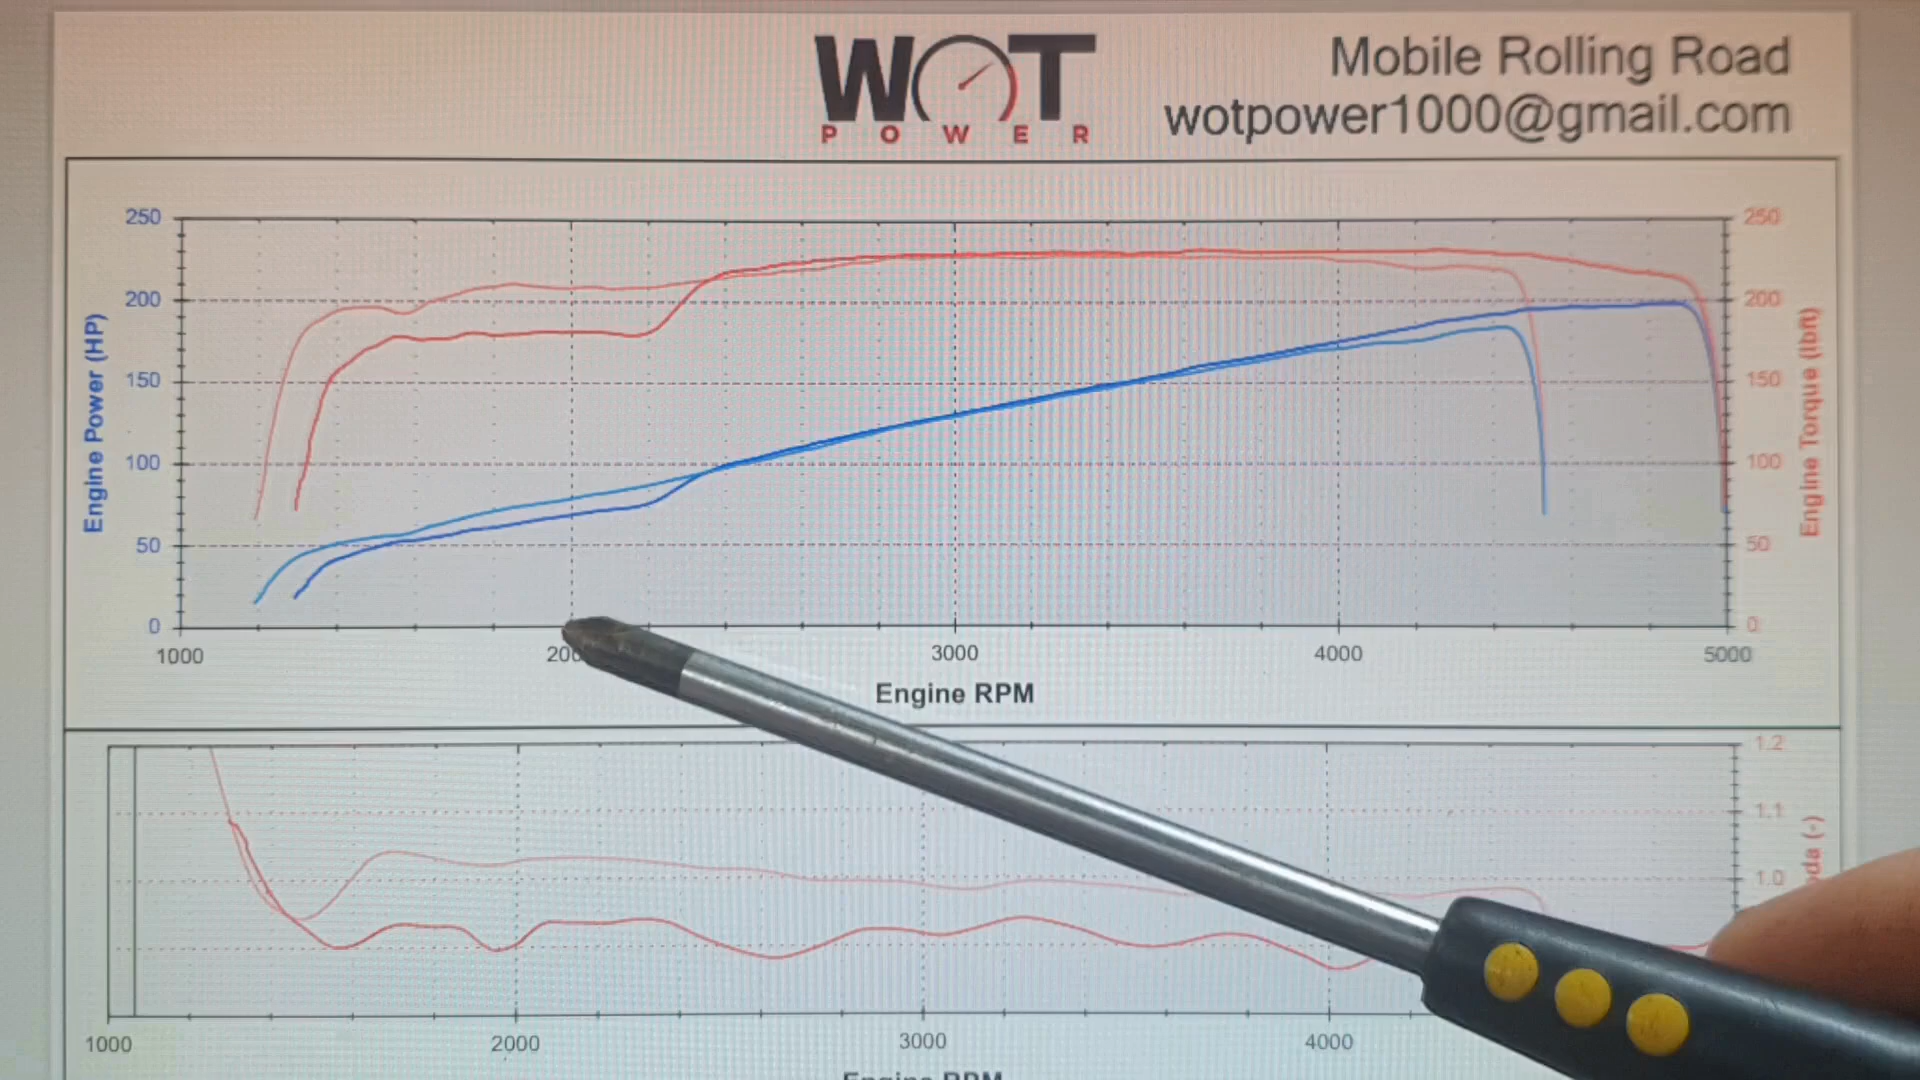 WOT
POWER
Mobile Rolling Road
wotpower1000@gmail.com
250
200
150
100
50
0
Engine Power (HP)
250
200
150
100
50
0
Engine Torque (lbft)
1000
3000
4000
5000
Engine RPM
1.2
1.1
1.0
1000
2000
3000
4000
Engine RPM